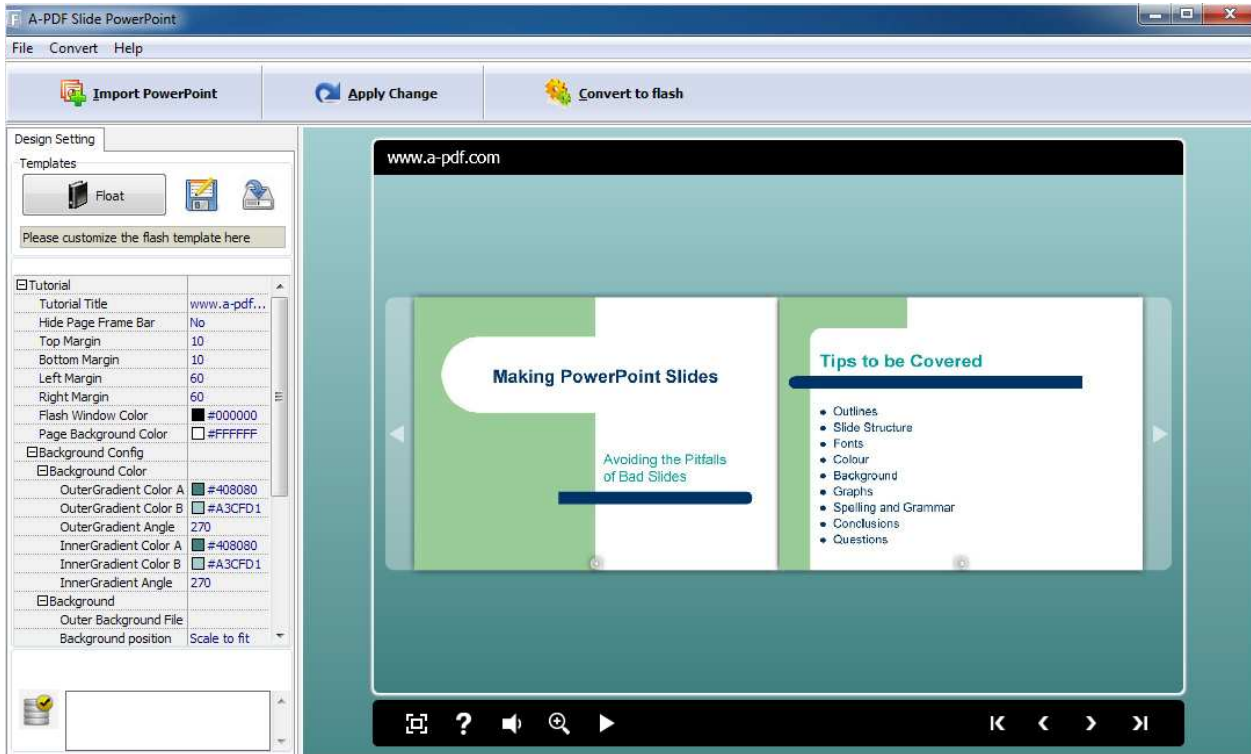 A-PDF Slide PowerPoint
File Convert Help
Import PowerPoint Apply Change Convert to flash
Design Setting
Templates
Float
Please customize the flash template here
Tutorial
Tutorial Title www.a-pdf...
Hide Page Frame Bar No
Top Margin 10
Bottom Margin 10
Left Margin 60
Right Margin 60
Flash Window Color #000000
Page Background Color #FFFFFF
Background Config
Background Color
OuterGradient Color A #408080
OuterGradient Color B #A3CFD1
OuterGradient Angle 270
InnerGradient Color A #408080
InnerGradient Color B #A3CFD1
InnerGradient Angle 270
Background
Outer Background File
Background position Scale to fit
www.a-pdf.com
Making PowerPoint Slides
Avoiding the Pitfalls
of Bad Slides
Tips to be Covered
• Outlines
• Slide Structure
• Fonts
• Colour
• Background
• Graphs
• Spelling and Grammar
• Conclusions
• Questions